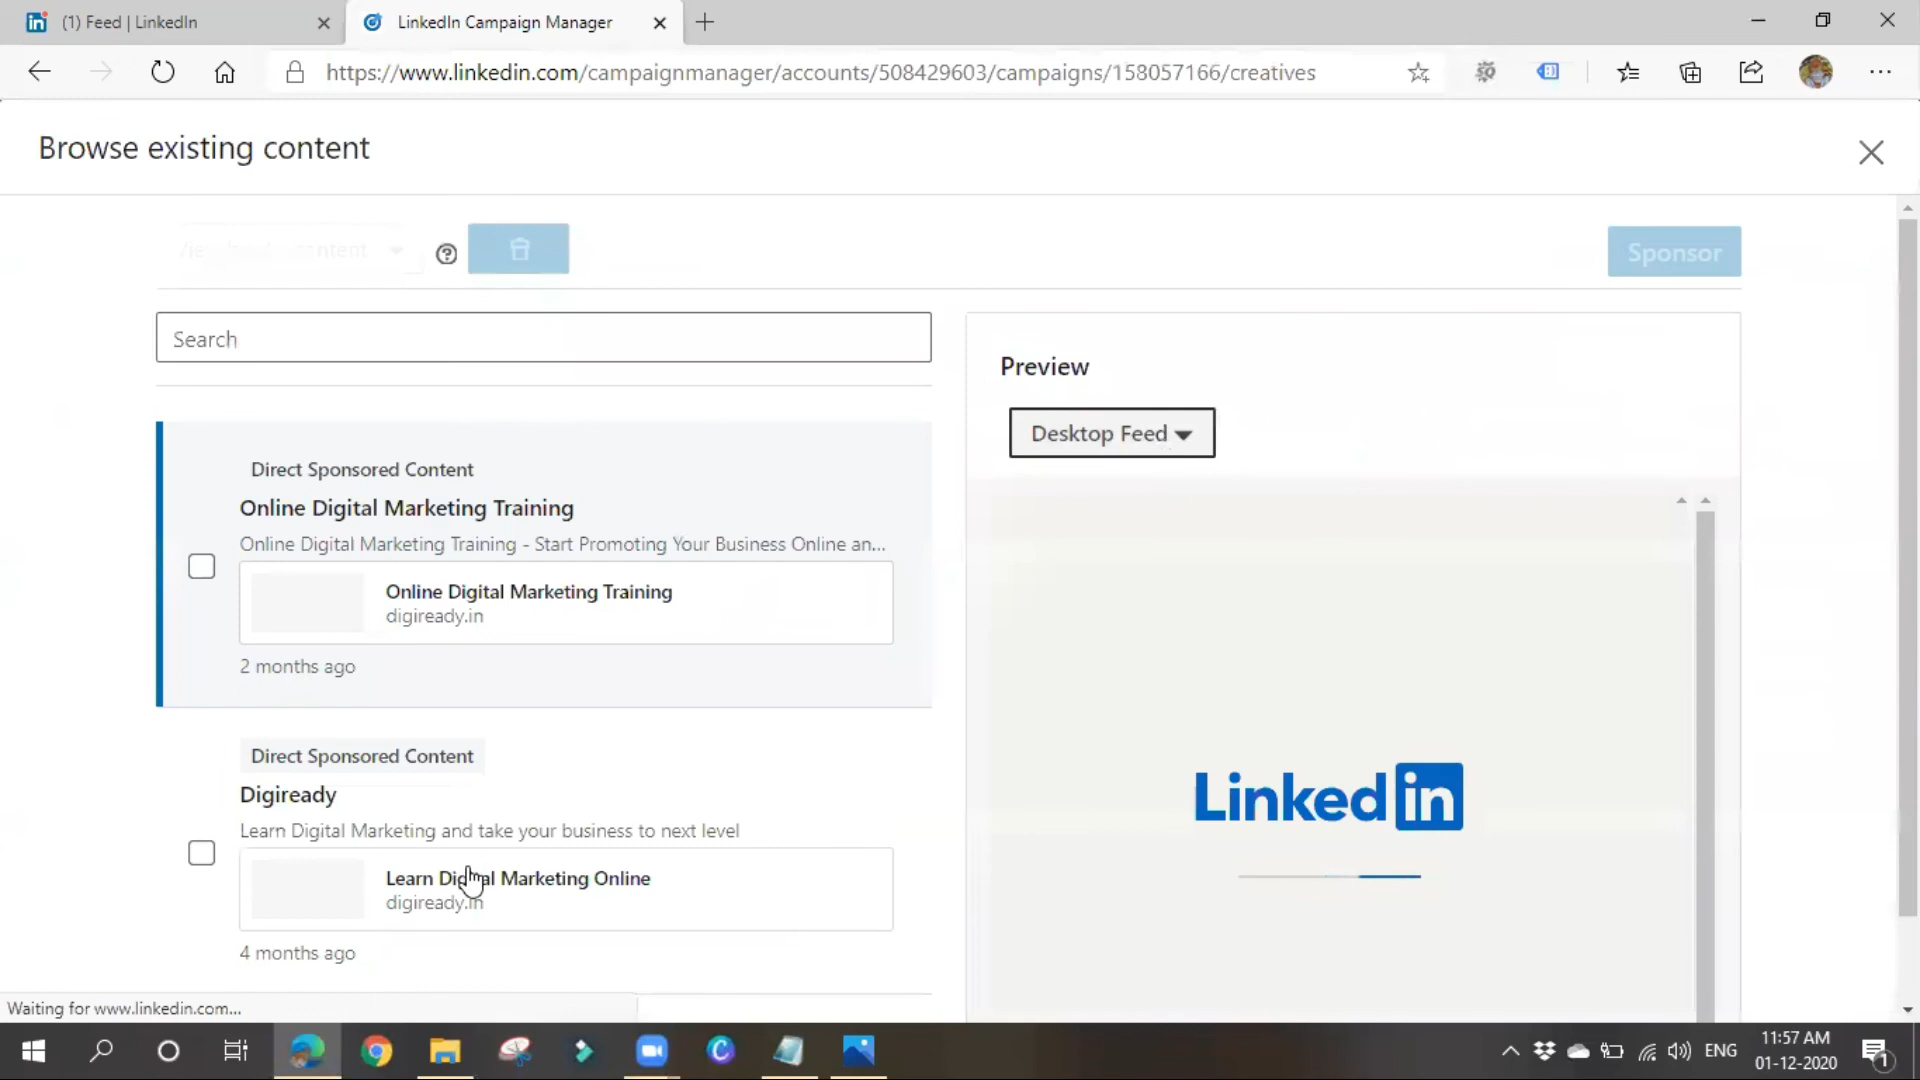 (1) Feed | LinkedIn
LinkedIn Campaign Manager
https://www.linkedin.com/campaignmanager/accounts/508429603/campaigns/158057166/creatives
Browse existing content
Sponsor
Search
Preview
Desktop Feed
Direct Sponsored Content
Online Digital Marketing Training
Online Digital Marketing Training - Start Promoting Your Business Online an...
Online Digital Marketing Training
digiready.in
2 months ago
Direct Sponsored Content
Digiready
Learn Digital Marketing and take your business to next level
Learn Digital Marketing Online
digiready.in
4 months ago
LinkedIn
Waiting for www.linkedin.com...
ENG
11:57 AM
01-12-2020
1